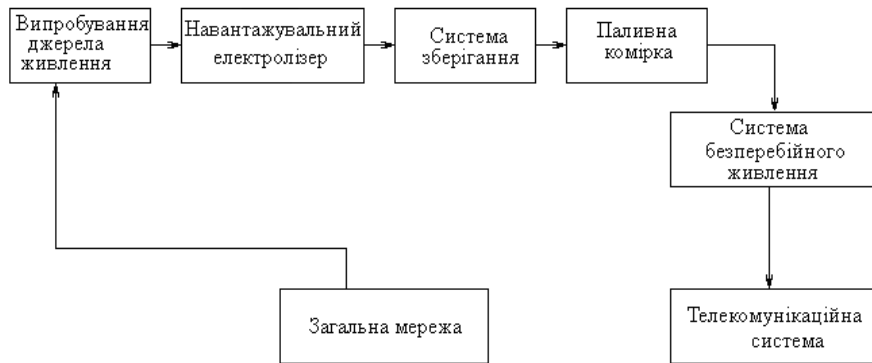 Випробування
джерела
живлення
Навантажувальний
електролізер
Система
зберігання
Паливна
комірка
Система
безперебійного
живлення
Загальна мережа
Телекомунікаційна
система